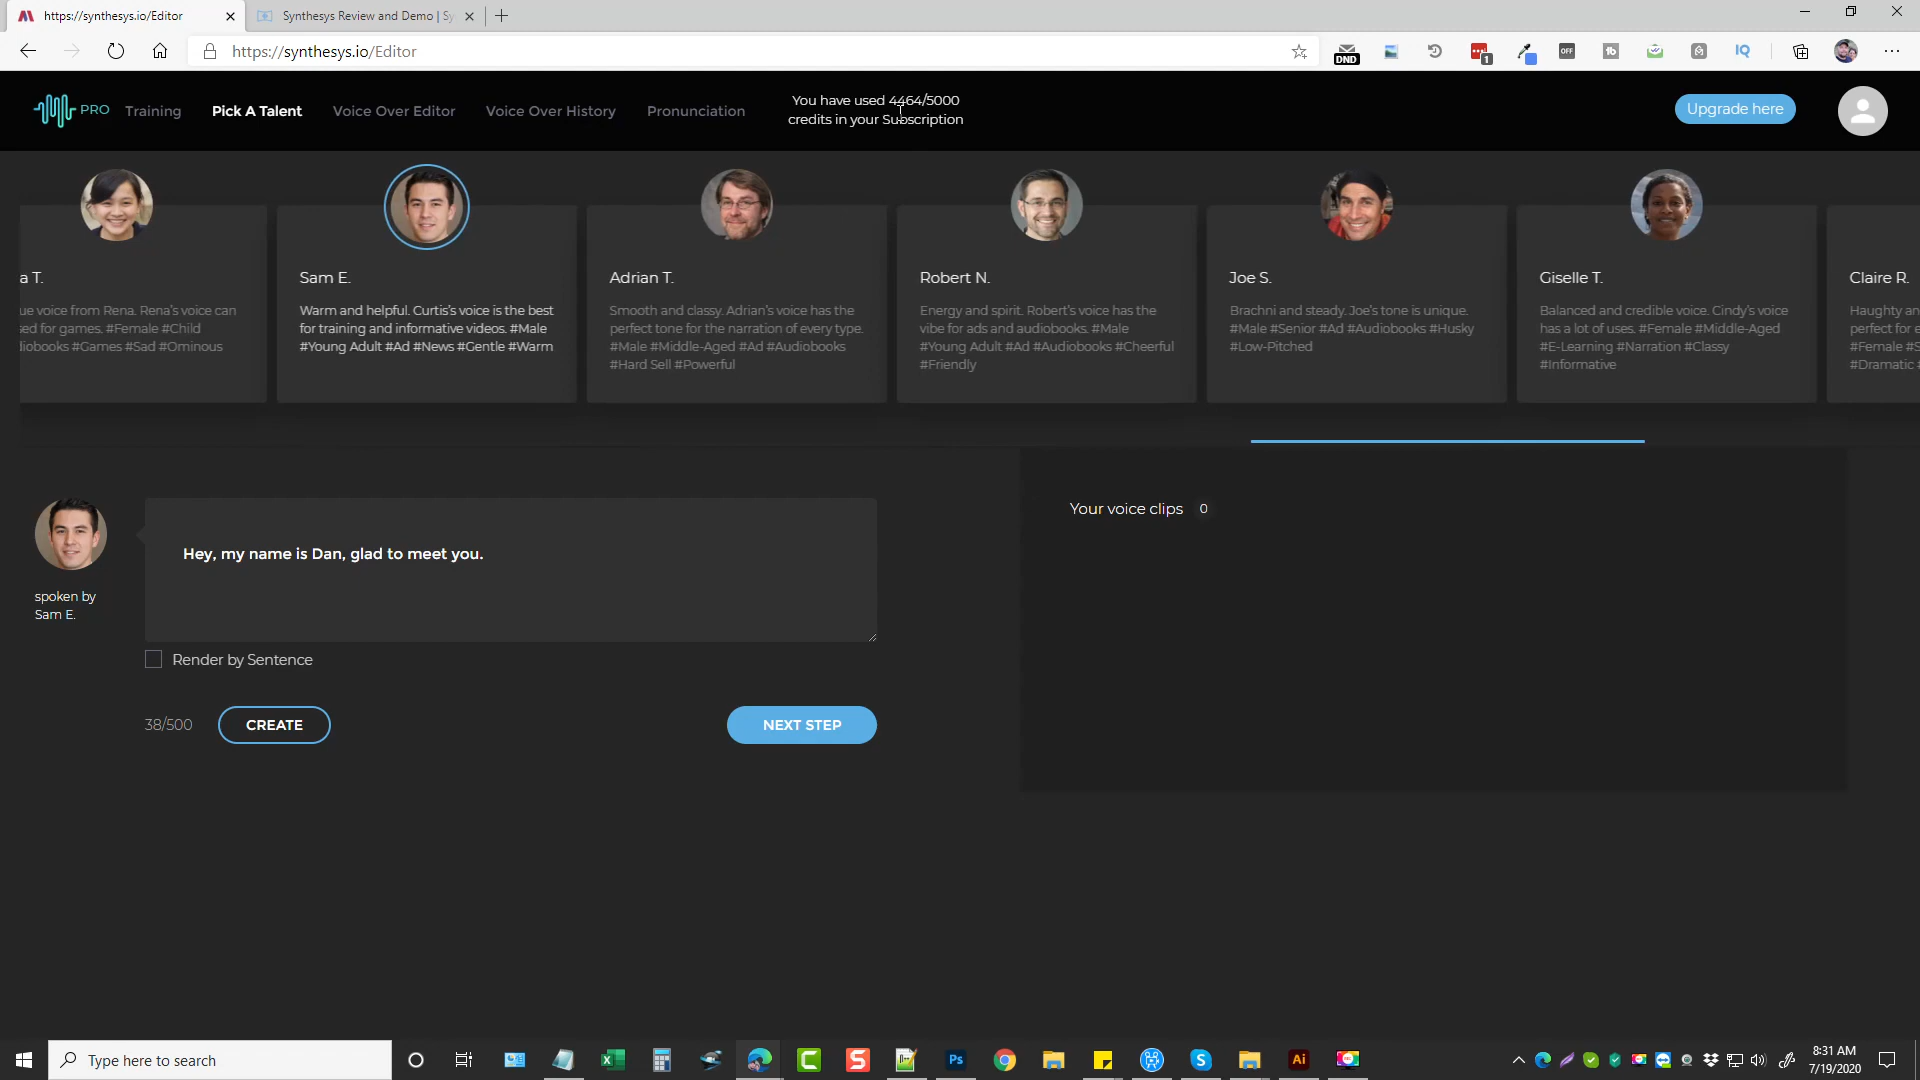 https://synthesys.io/Editor
Synthesys Review and Demo | Sy
https://synthesys.io/Editor
DND
1
OFF
tb
IQ
PRO
Training
Pick A Talent
Voice Over Editor
Voice Over History
Pronunciation
You have used 4464/5000
credits in your Subscription
Upgrade here
a T.
ue voice from Rena. Rena's voice can
sed for games. #Female #Child
iobooks #Games #Sad #Ominous
Sam E.
Warm and helpful. Curtis's voice is the best
for training and informative videos. #Male
#Young Adult #Ad #News #Gentle #Warm
Adrian T.
Smooth and classy. Adrian's voice has the
perfect tone for the narration of every type.
#Male #Middle-Aged #Ad #Audiobooks
#Hard Sell #Powerful
Robert N.
Energy and spirit. Robert's voice has the
vibe for ads and audiobooks. #Male
#Young Adult #Ad #Audiobooks #Cheerful
#Friendly
Joe S.
Brachni and steady. Joe's tone is unique.
#Male #Senior #Ad #Audiobooks #Husky
#Low-Pitched
Giselle T.
Balanced and credible voice. Cindy's voice
has a lot of uses. #Female #Middle-Aged
#E-Learning #Narration #Classy
#Informative
Claire R.
Haughty an
perfect for e
#Female #S
#Dramatic #
Hey, my name is Dan, glad to meet you.
spoken by
Sam E.
Render by Sentence
38/500
CREATE
NEXT STEP
Your voice clips 0
Type here to search
Ps
Ai
8:31 AM
7/19/2020